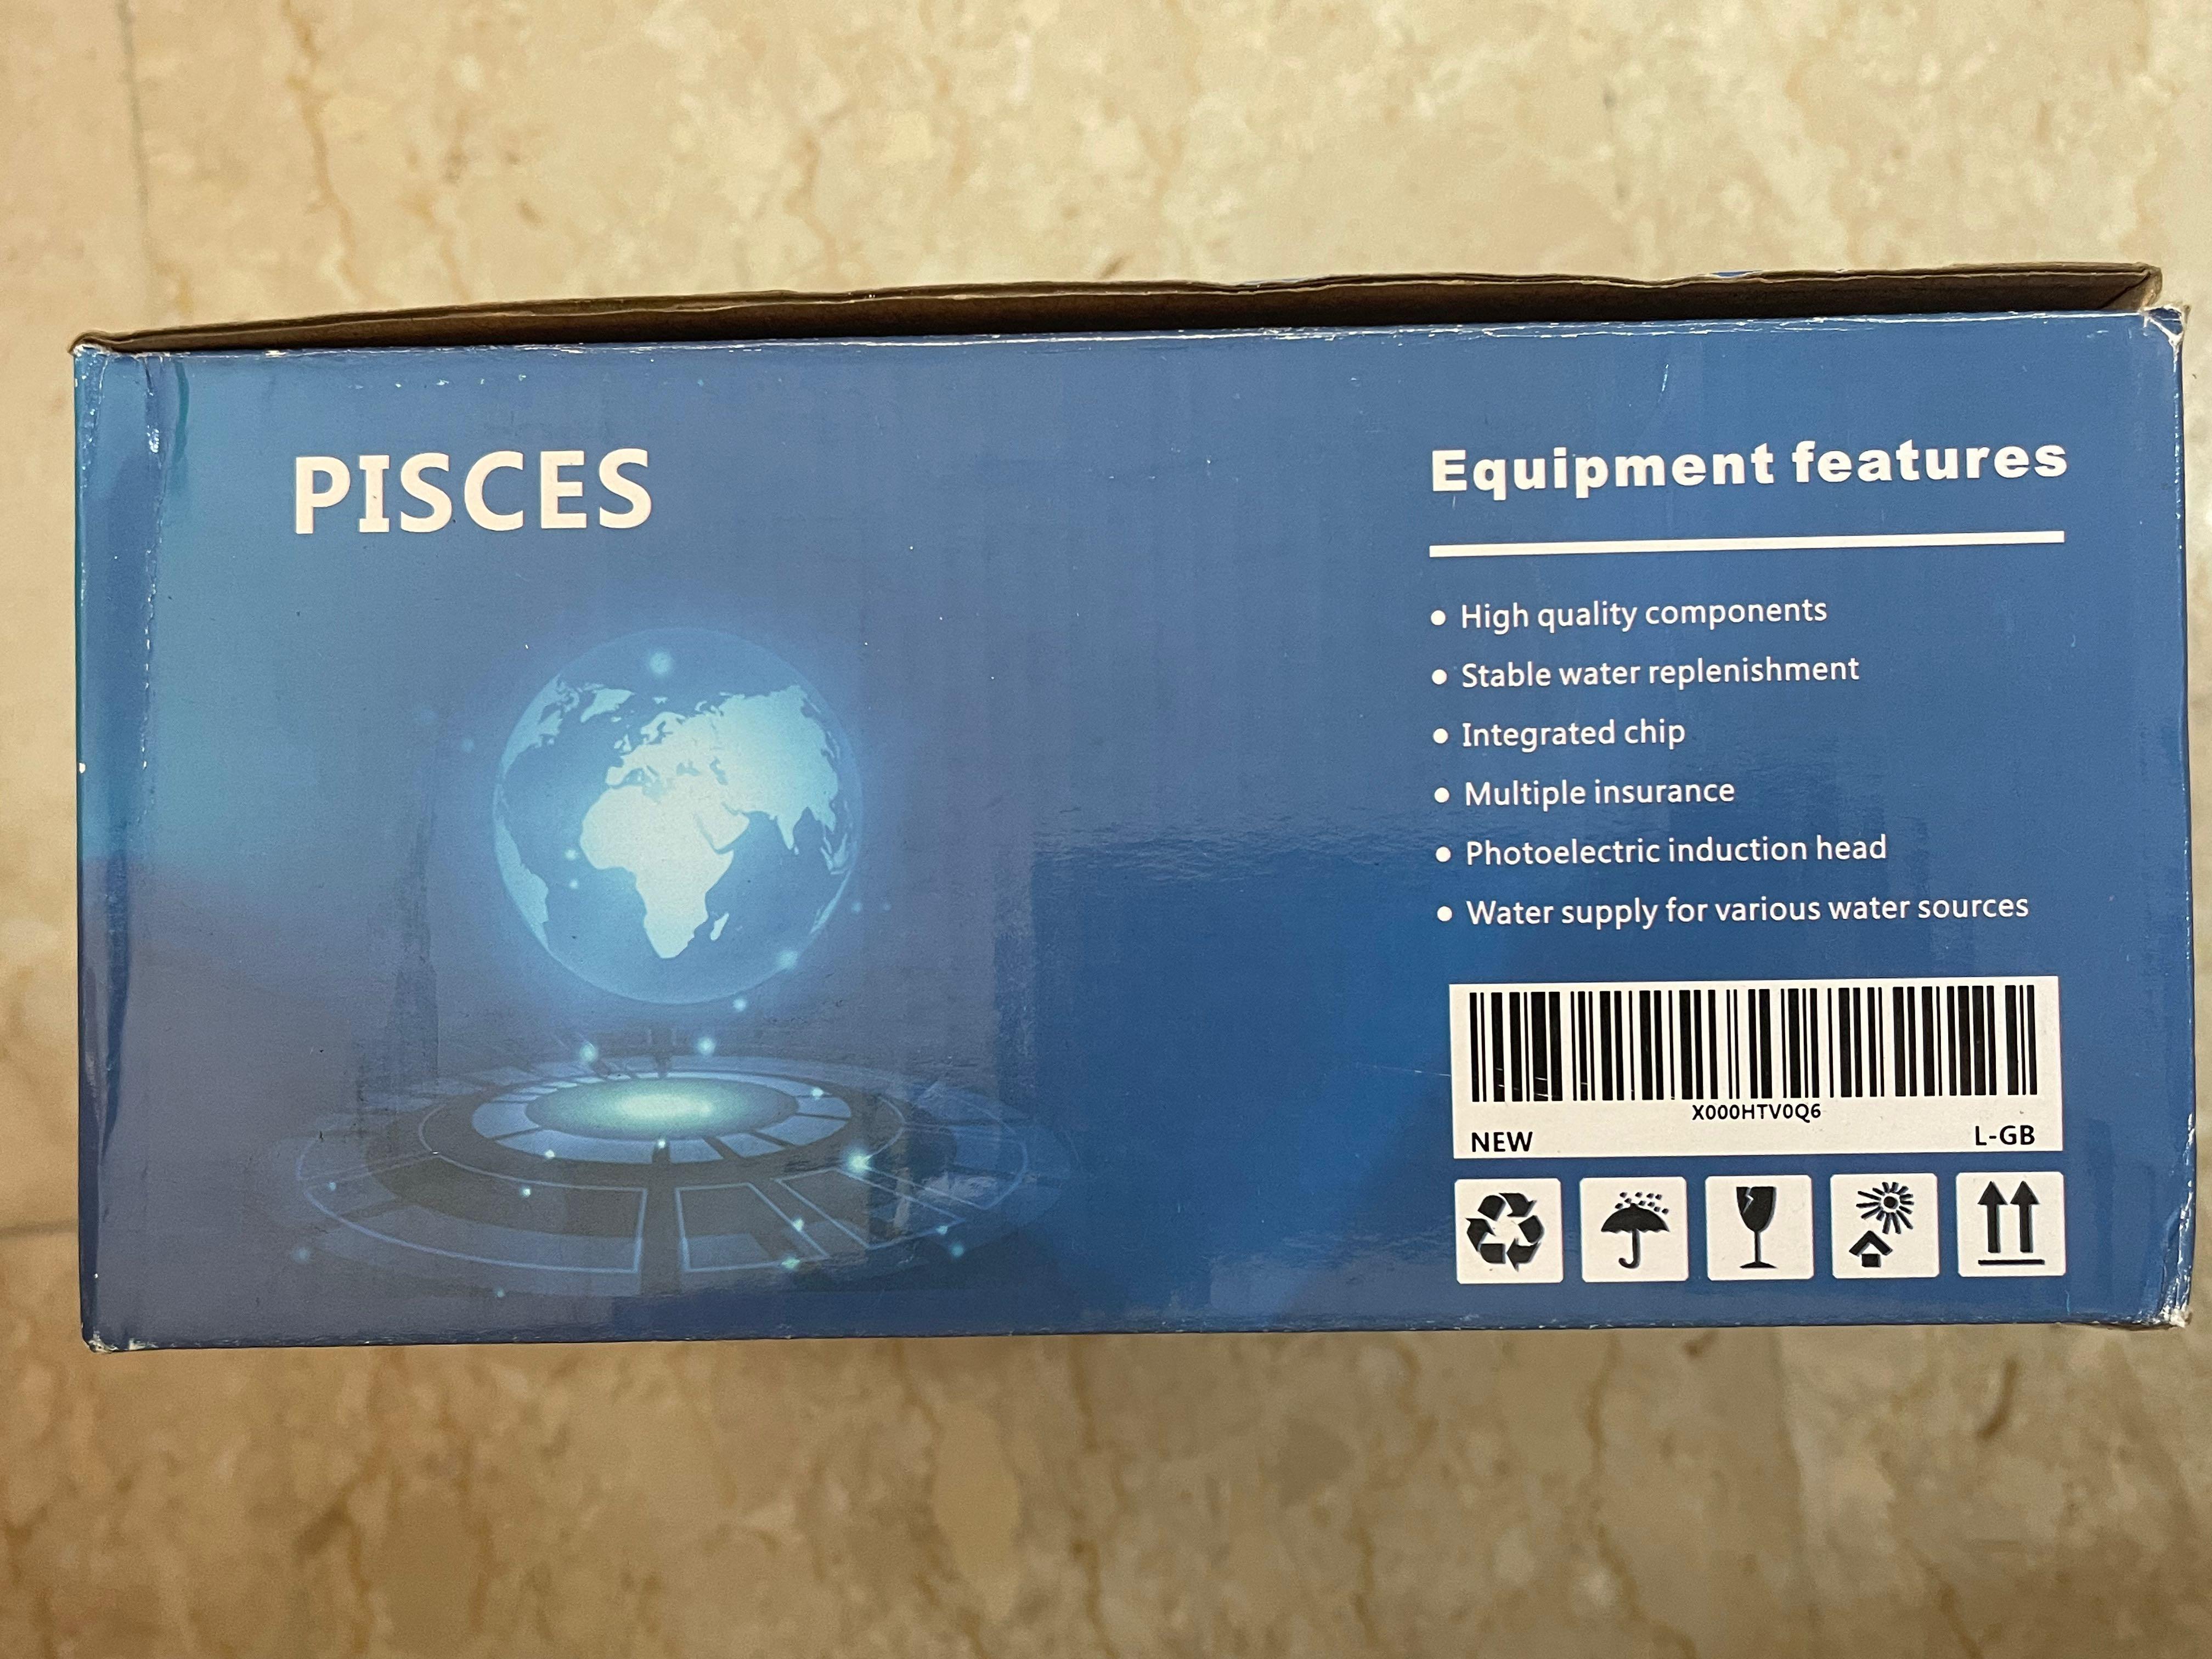 PISCES
Equipment features
• High quality components
• Stable water replenishment
• Integrated chip
• Multiple insurance
• Photoelectric induction head
• Water supply for various water sources
X000HTV0Q6
NEW L-GB